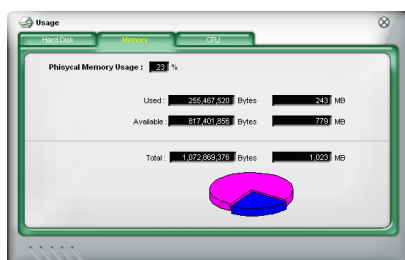 Usage
Hard Disk Memory CPU
Phisycal Memory Usage : 23 %
Used : 255,467,520 Bytes 243 MB
Available : 817,401,856 Bytes 779 MB
Total : 1,072,869,376 Bytes 1,023 MB